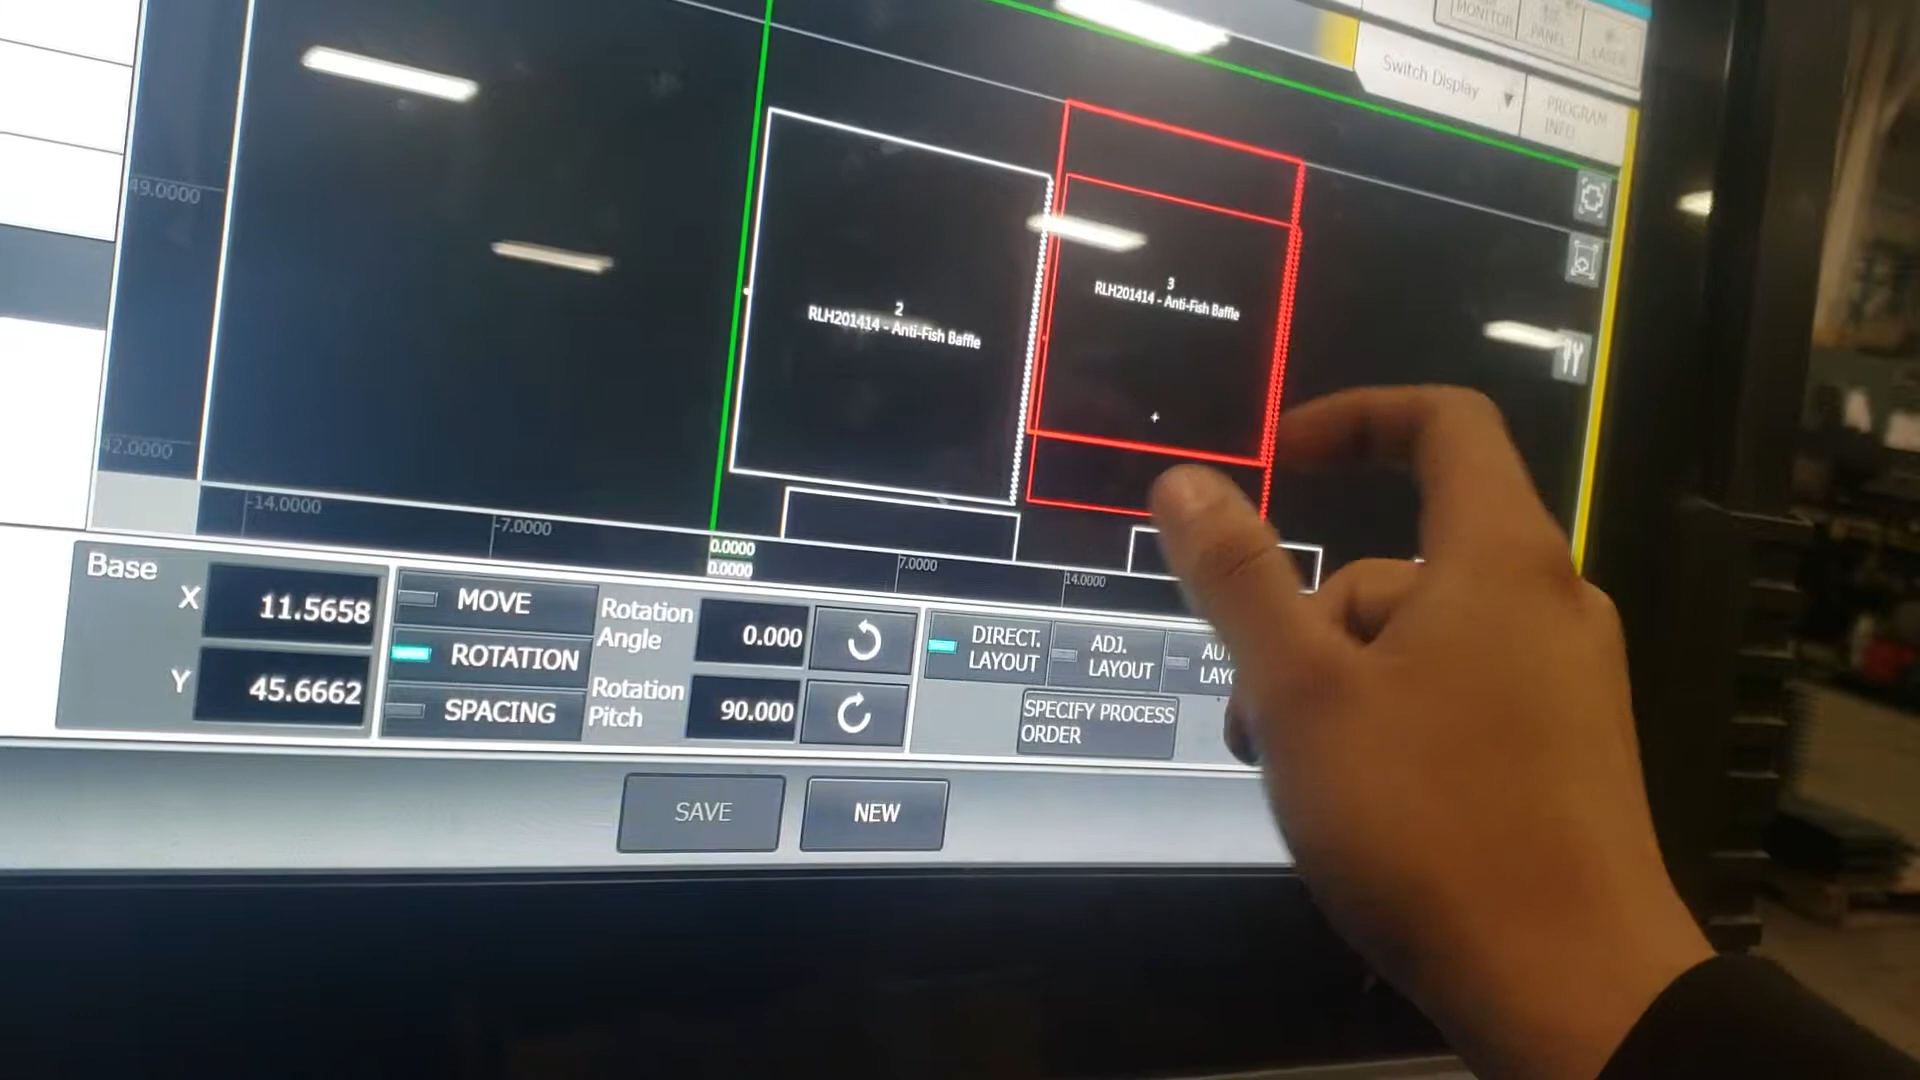 MONITOR
PANEL
LASER
Switch Display
PROGRAM
INFO
49.0000
42.0000
2
RLH201414 - Anti-Fish Baffle
3
RLH201414 - Anti-Fish Baffle
-14.0000
-7.0000
0.0000
0.0000
7.0000
14.0000
Base
X
11.5658
Y
45.6662
MOVE
ROTATION
SPACING
Rotation
Angle
0.000
Rotation
Pitch
90.000
DIRECT.
LAYOUT
ADJ.
LAYOUT
SPECIFY PROCESS
ORDER
SAVE
NEW